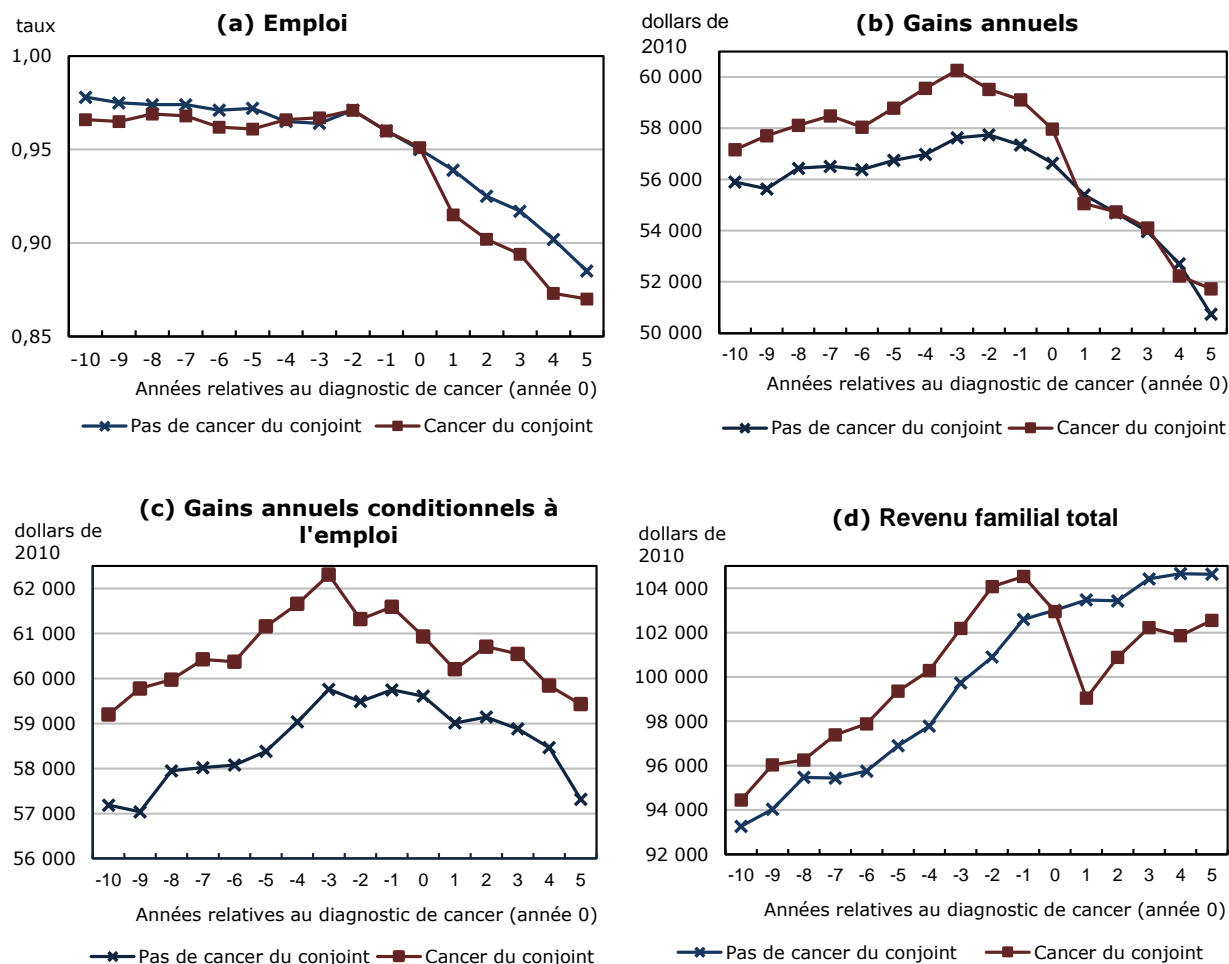 (a) Emploi
taux
1,00
0,95
0,90
0,85
-10 -9 -8 -7 -6 -5 -4 -3 -2 -1 0 1 2 3 4 5
Années relatives au diagnostic de cancer (année 0)
Pas de cancer du conjoint Cancer du conjoint
(b) Gains annuels
dollars de
2010
60 000
58 000
56 000
54 000
52 000
50 000
-10 -9 -8 -7 -6 -5 -4 -3 -2 -1 0 1 2 3 4 5
Années relatives au diagnostic de cancer (année 0)
Pas de cancer du conjoint Cancer du conjoint
(c) Gains annuels conditionnels à
l'emploi
dollars de
2010
62 000
61 000
60 000
59 000
58 000
57 000
56 000
-10 -9 -8 -7 -6 -5 -4 -3 -2 -1 0 1 2 3 4 5
Années relatives au diagnostic de cancer (année 0)
Pas de cancer du conjoint Cancer du conjoint
(d) Revenu familial total
dollars de
2010
104 000
102 000
100 000
98 000
96 000
94 000
92 000
-10 -9 -8 -7 -6 -5 -4 -3 -2 -1 0 1 2 3 4 5
Années relatives au diagnostic de cancer (année 0)
Pas de cancer du conjoint Cancer du conjoint